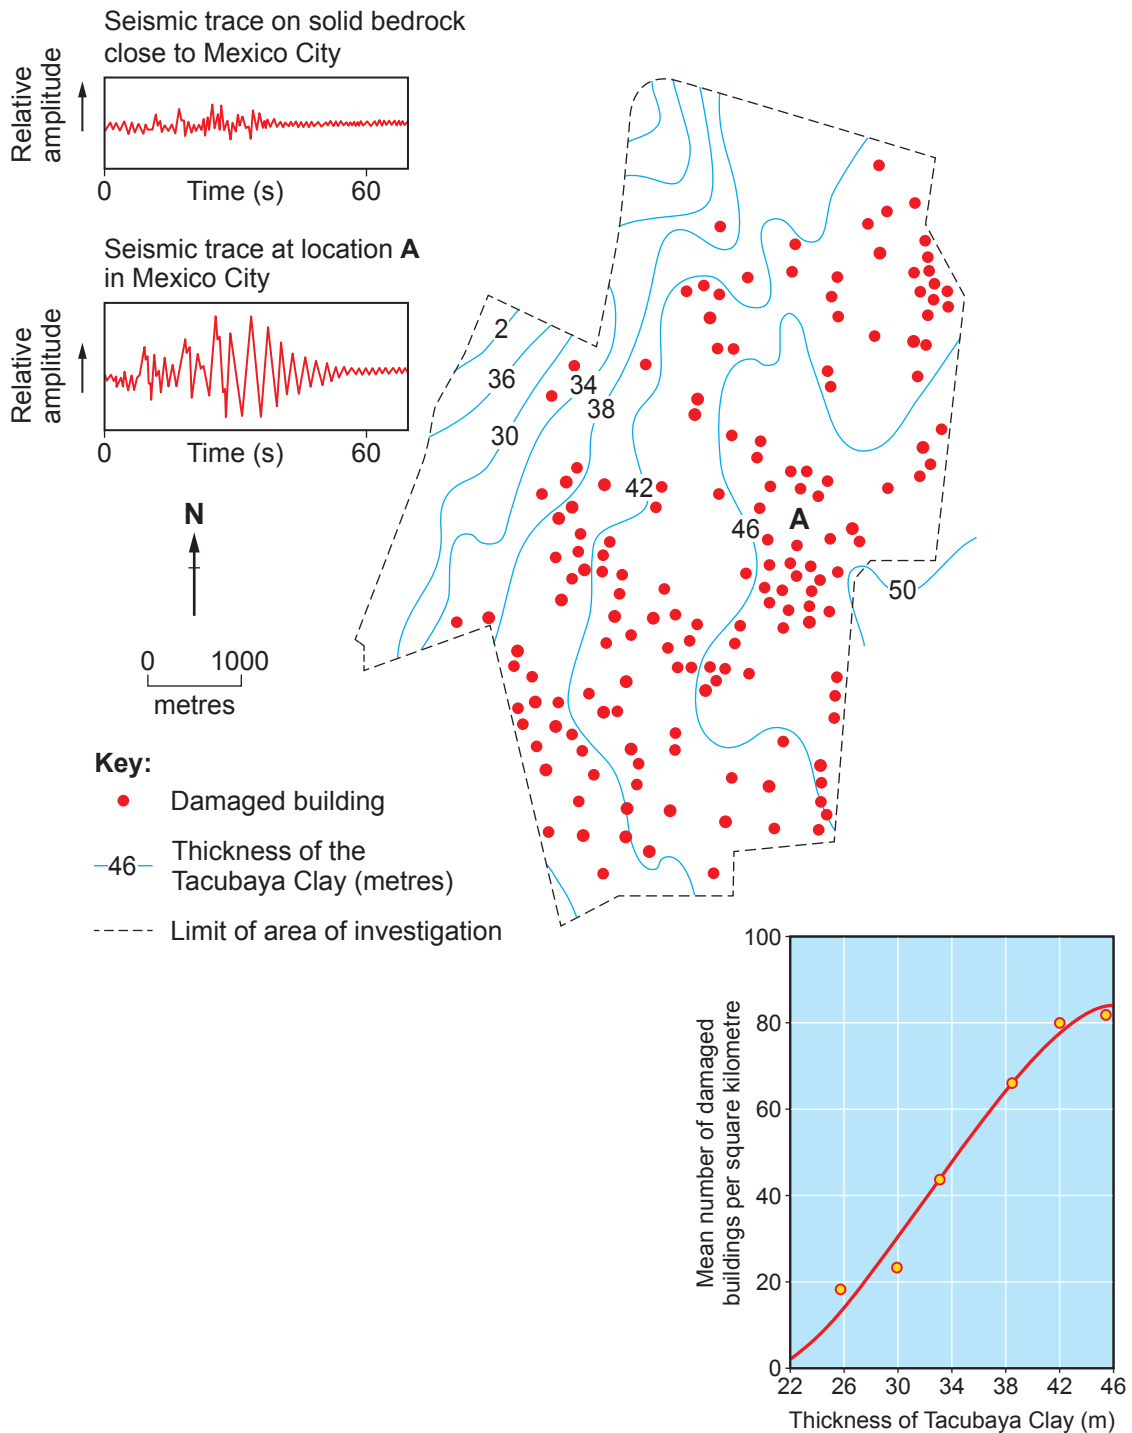 Seismic trace on solid bedrock
close to Mexico City
Relative
amplitude
0
Time (s)
60
Seismic trace at location A
in Mexico City
Relative
amplitude
0
Time (s)
60
N
0
1000
metres
2
36
30
34
38
42
46
A
50
Key:
Damaged building
46
Thickness of the
Tacubaya Clay (metres)
Limit of area of investigation
Mean number of damaged
buildings per square kilometre
100
80
60
40
20
0
22 26 30 34 38 42 46
Thickness of Tacubaya Clay (m)